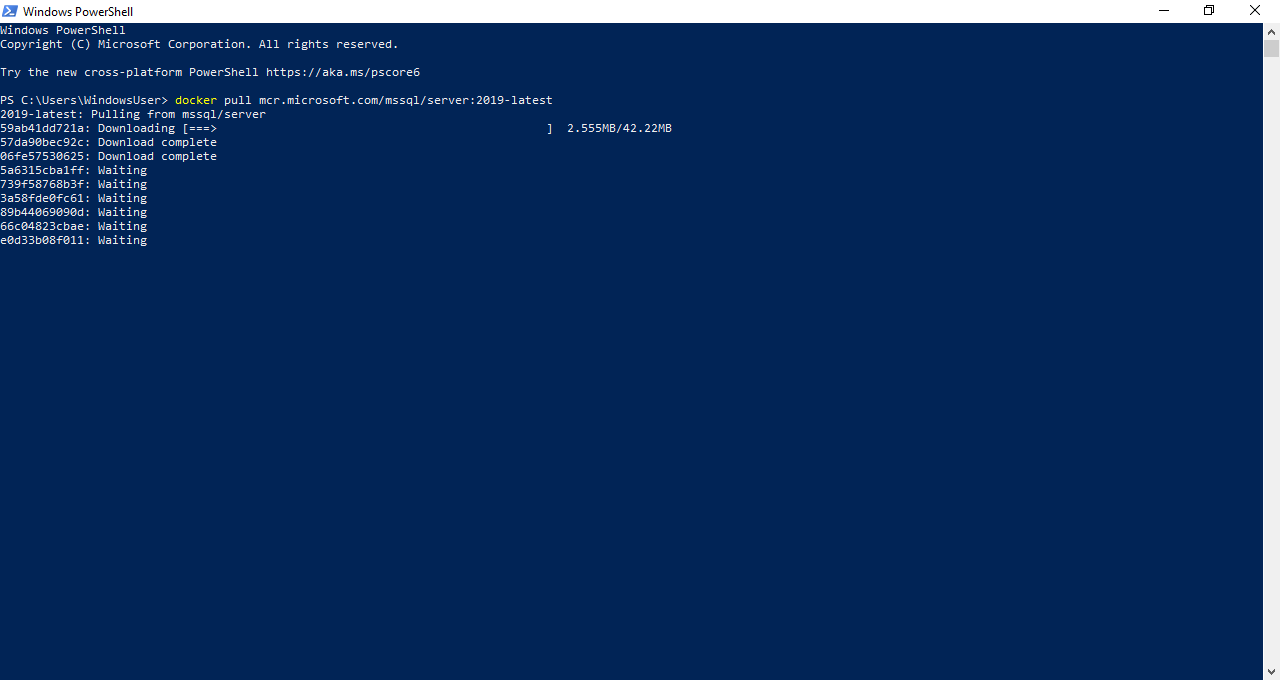 Windows PowerShell
Windows PowerShell
Copyright (C) Microsoft Corporation. All rights reserved.
Try the new cross-platform PowerShell https://aka.ms/pscore6
PS C:\Users\WindowsUser> docker pull mcr.microsoft.com/mssql/server:2019-latest
2019-latest: Pulling from mssql/server
59ab41dd721a: Downloading [===>                                               ]  2.555MB/42.22MB
57da90bec92c: Download complete
06fe57530625: Download complete
5a6315cba1ff: Waiting
739f58768b3f: Waiting
3a58fde0fc61: Waiting
89b44069090d: Waiting
66c04823cbae: Waiting
e0d33b08f011: Waiting